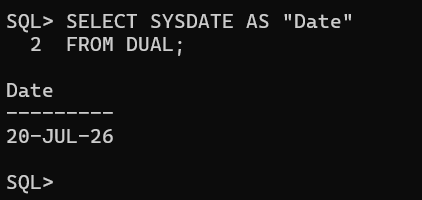 SQL> SELECT SYSDATE AS "Date"
  2  FROM DUAL;
Date
---------
20-JUL-26
SQL>